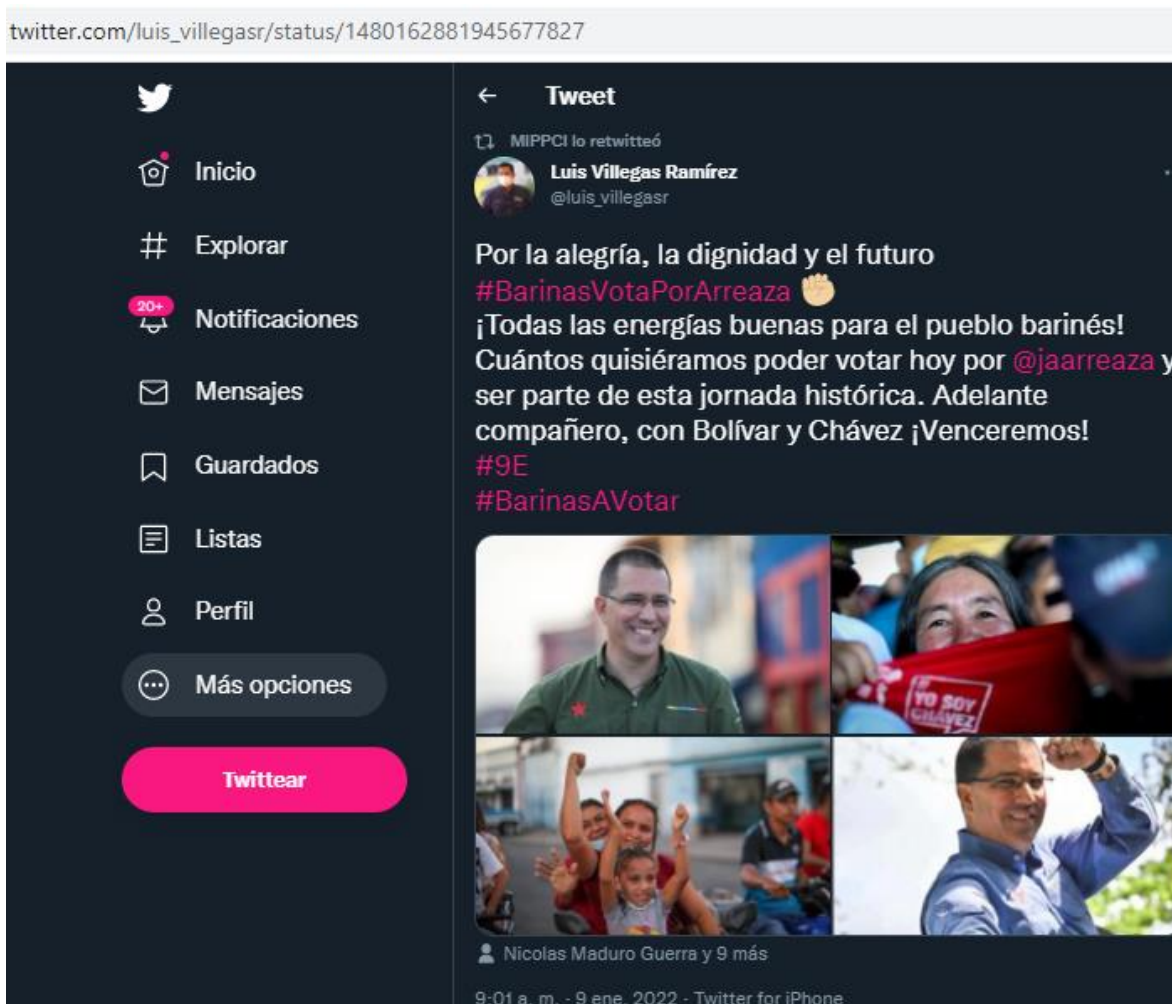 twitter.com/luis_villegasr/status/1480162881945677827
Inicio
Explorar
20+
Notificaciones
Mensajes
Guardados
Listas
Perfil
Más opciones
Twittear
Tweet
MIPPCI lo retwitteó
Luis Villegas Ramírez
@luis_villegasr
Por la alegría, la dignidad y el futuro
#BarinasVotaPorArreaza ✊🏼
¡Todas las energías buenas para el pueblo barinés!
Cuántos quisiéramos poder votar hoy por @jaarreaza y
ser parte de esta jornada histórica. Adelante
compañero, con Bolívar y Chávez ¡Venceremos!
#9E
#BarinasAVotar
YO SOY
CHÁVEZ
Nicolas Maduro Guerra y 9 más
9:01 a. m. · 9 ene. 2022 · Twitter for iPhone